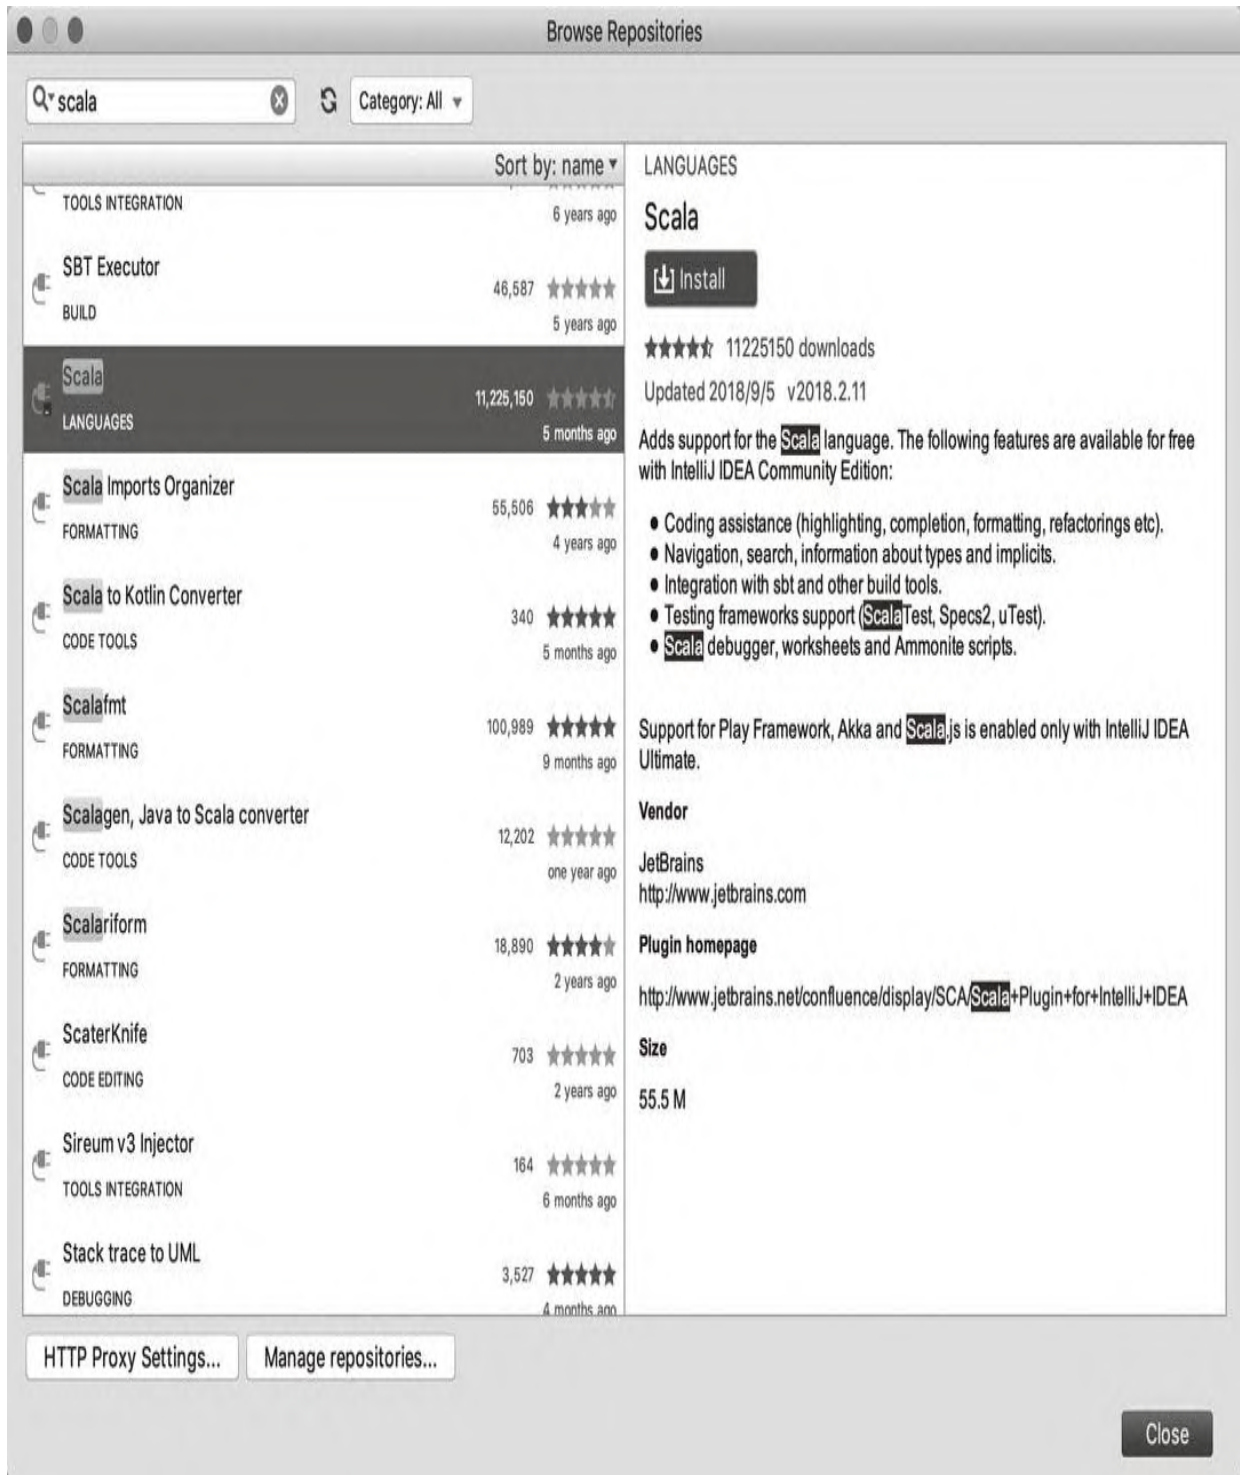 Browse Repositories
scala
Category: All
Sort by: name
TOOLS INTEGRATION
6 years ago
SBT Executor
46,587
BUILD
5 years ago
Scala
11,225,150
LANGUAGES
5 months ago
Scala Imports Organizer
55,506
FORMATTING
4 years ago
Scala to Kotlin Converter
340
CODE TOOLS
5 months ago
Scalafmt
100,989
FORMATTING
9 months ago
Scalagen, Java to Scala converter
12,202
CODE TOOLS
one year ago
Scalariform
18,890
FORMATTING
2 years ago
ScaterKnife
703
CODE EDITING
2 years ago
Sireum v3 Injector
164
TOOLS INTEGRATION
6 months ago
Stack trace to UML
3,527
DEBUGGING
4 months ago
LANGUAGES
Scala
Install
11225150 downloads
Updated 2018/9/5 v2018.2.11
Adds support for the Scala language. The following features are available for free
with IntelliJ IDEA Community Edition:
● Coding assistance (highlighting, completion, formatting, refactorings etc).
● Navigation, search, information about types and implicits.
● Integration with sbt and other build tools.
● Testing frameworks support (ScalaTest, Specs2, uTest).
● Scala debugger, worksheets and Ammonite scripts.
Support for Play Framework, Akka and Scala.js is enabled only with IntelliJ IDEA
Ultimate.
Vendor
JetBrains
http://www.jetbrains.com
Plugin homepage
http://www.jetbrains.net/confluence/display/SCA/Scala+Plugin+for+IntelliJ+IDEA
Size
55.5 M
HTTP Proxy Settings...
Manage repositories...
Close